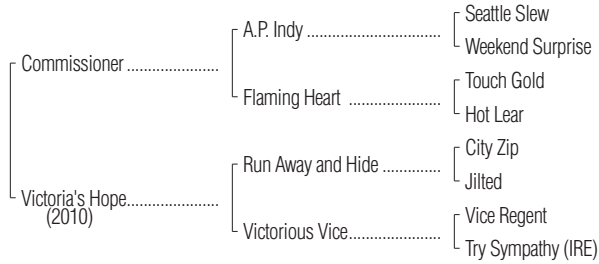 Seattle Slew
A.P. Indy ..............................
Weekend Surprise
Commissioner .....................
Touch Gold
Flaming Heart .....................
Hot Lear
City Zip
Run Away and Hide .............
Jilted
Victoria's Hope.....................
(2010)
Vice Regent
Victorious Vice.....................
Try Sympathy (IRE)